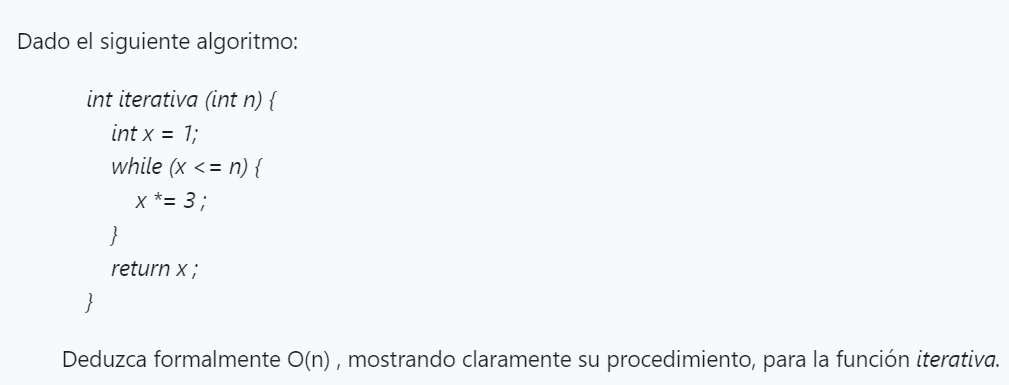 Dado el siguiente algoritmo:
int iterativa (int n) {
int x = 1;
while (x <= n) {
x *= 3 ;
}
return x ;
}
Deduzca formalmente O(n) , mostrando claramente su procedimiento, para la función iterativa.